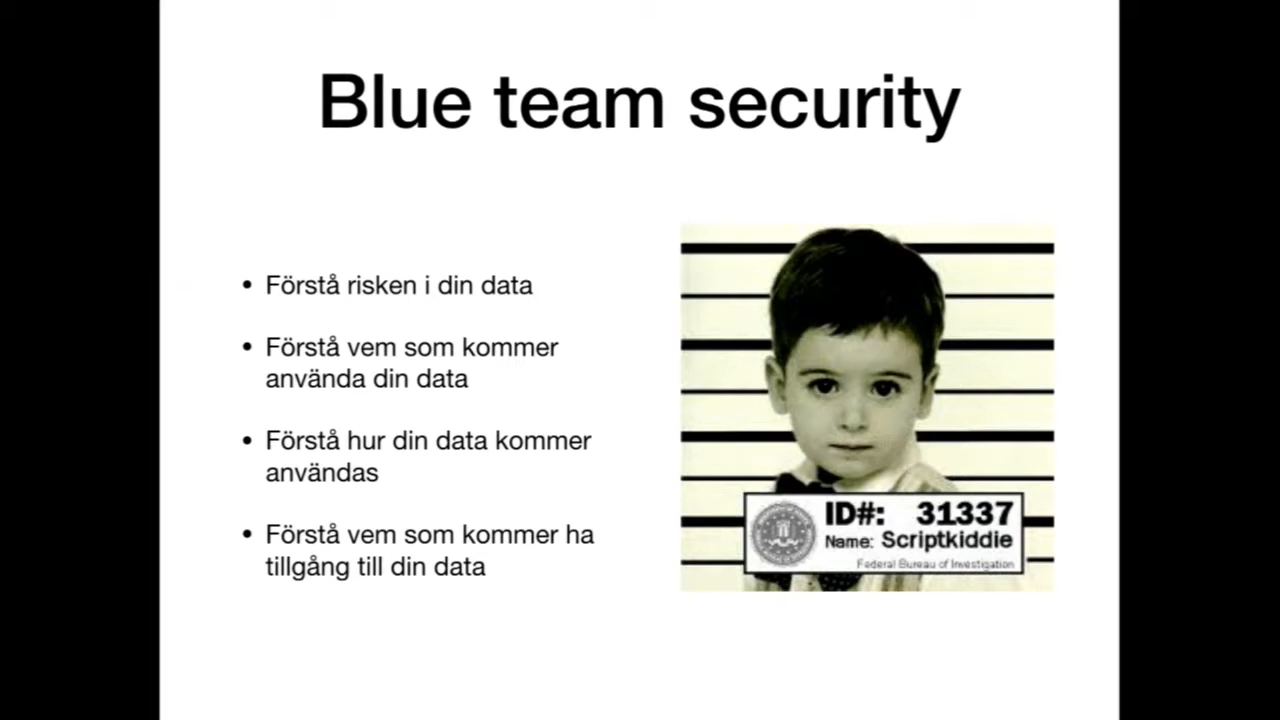 Blue team security
• Förstå risken i din data
• Förstå vem som kommer
använda din data
• Förstå hur din data kommer
användas
• Förstå vem som kommer ha
tillgång till din data
ID#: 31337
Name: Scriptkiddie
Federal Bureau of Investigation